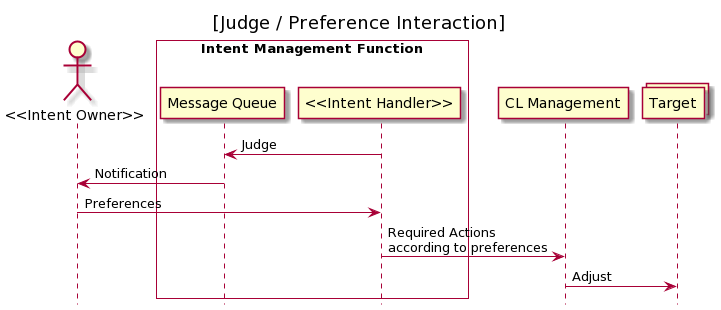 [Judge / Preference Interaction]
Intent Management Function
<<Intent Owner>>
Message Queue
<<Intent Handler>>
CL Management
Target
Judge
Notification
Preferences
Required Actions
according to preferences
Adjust